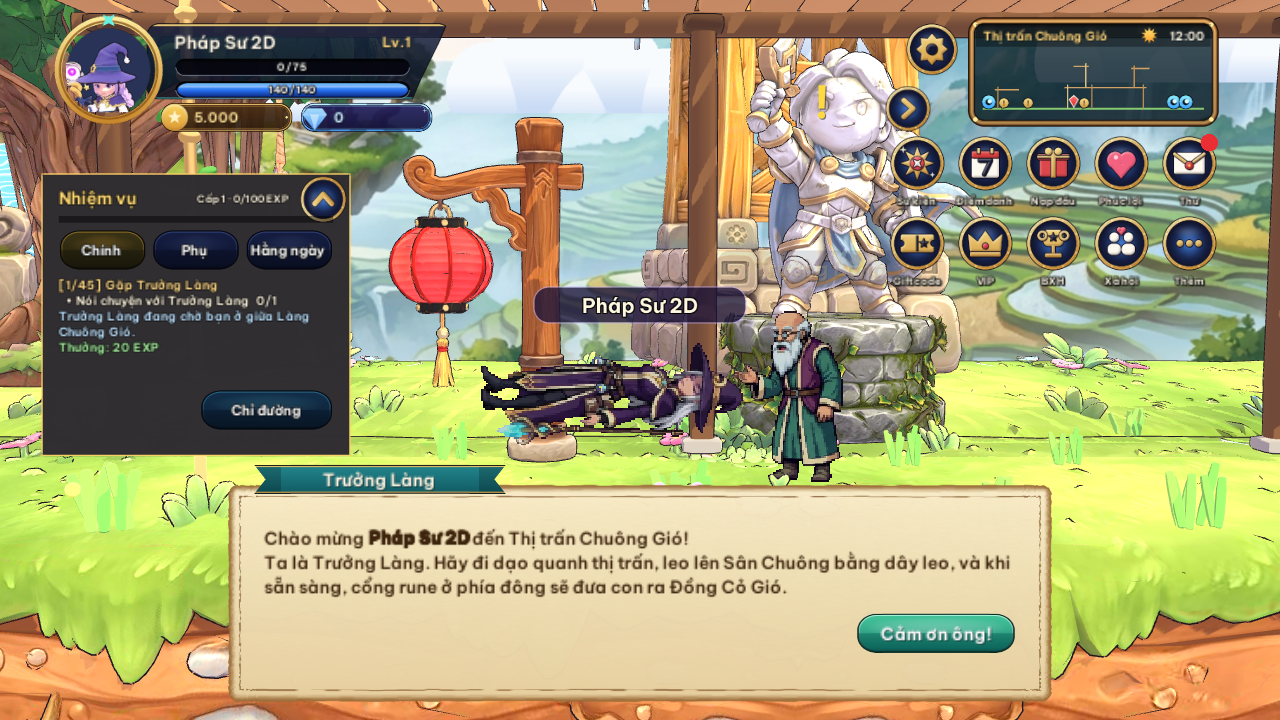 Pháp Sư 2D
Lv.1
0/75
140/140
5.000
0
Thị trấn Chuông Gió
12:00
Nhiệm vụ
Cấp 1 · 0/100 EXP
Chính
Phụ
Hằng ngày
[1/45] Gặp Trưởng Làng
• Nói chuyện với Trưởng Làng 0/1
Trưởng Làng đang chờ bạn ở giữa Làng
Chuông Gió.
Thưởng: 20 EXP
Chỉ đường
!
7
Sự kiện
Điểm danh
Nạp đầu
Phúc lợi
Thư
Giftcode
VIP
BXH
Xã hội
Thêm
Pháp Sư 2D
Trưởng Làng
Chào mừng Pháp Sư 2D đến Thị trấn Chuông Gió!
Ta là Trưởng Làng. Hãy đi dạo quanh thị trấn, leo lên Sân Chuông bằng dây leo, và khi
sẵn sàng, cổng rune ở phía đông sẽ đưa con ra Đồng Cỏ Gió.
Cảm ơn ông!